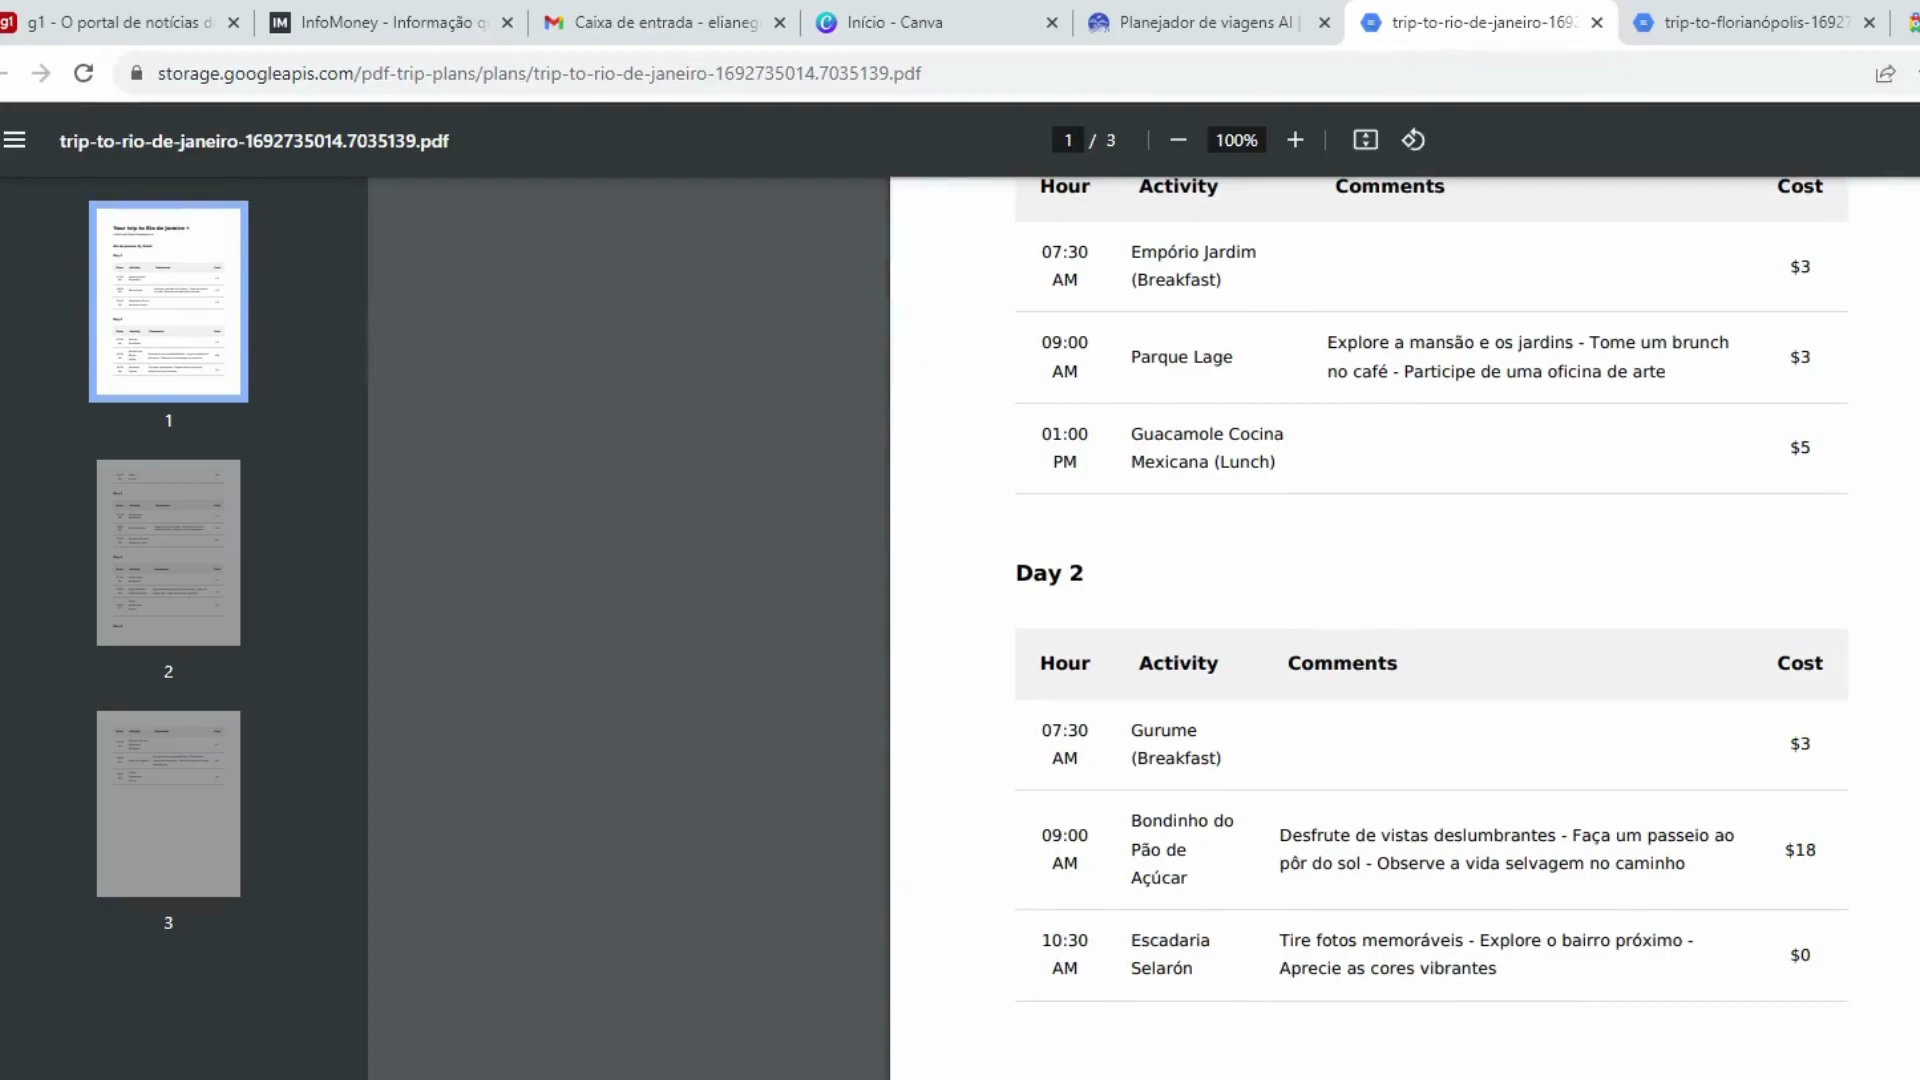 g1 - O portal de notícias d
InfoMoney - Informação q
Caixa de entrada - elianeg
Início - Canva
Planejador de viagens AI |
trip-to-rio-de-janeiro-1692
trip-to-florianópolis-16927
storage.googleapis.com/pdf-trip-plans/plans/trip-to-rio-de-janeiro-1692735014.7035139.pdf
trip-to-rio-de-janeiro-1692735014.7035139.pdf
1 / 3
100%
Your trip to Rio de Janeiro
1
2
3
Hour Activity Comments Cost
07:30 AM Empório Jardim (Breakfast) $3
09:00 AM Parque Lage Explore a mansão e os jardins - Tome um brunch no café - Participe de uma oficina de arte $3
01:00 PM Guacamole Cocina Mexicana (Lunch) $5
Day 2
Hour Activity Comments Cost
07:30 AM Gurume (Breakfast) $3
09:00 AM Bondinho do Pão de Açúcar Desfrute de vistas deslumbrantes - Faça um passeio ao pôr do sol - Observe a vida selvagem no caminho $18
10:30 AM Escadaria Selarón Tire fotos memoráveis - Explore o bairro próximo - Aprecie as cores vibrantes $0